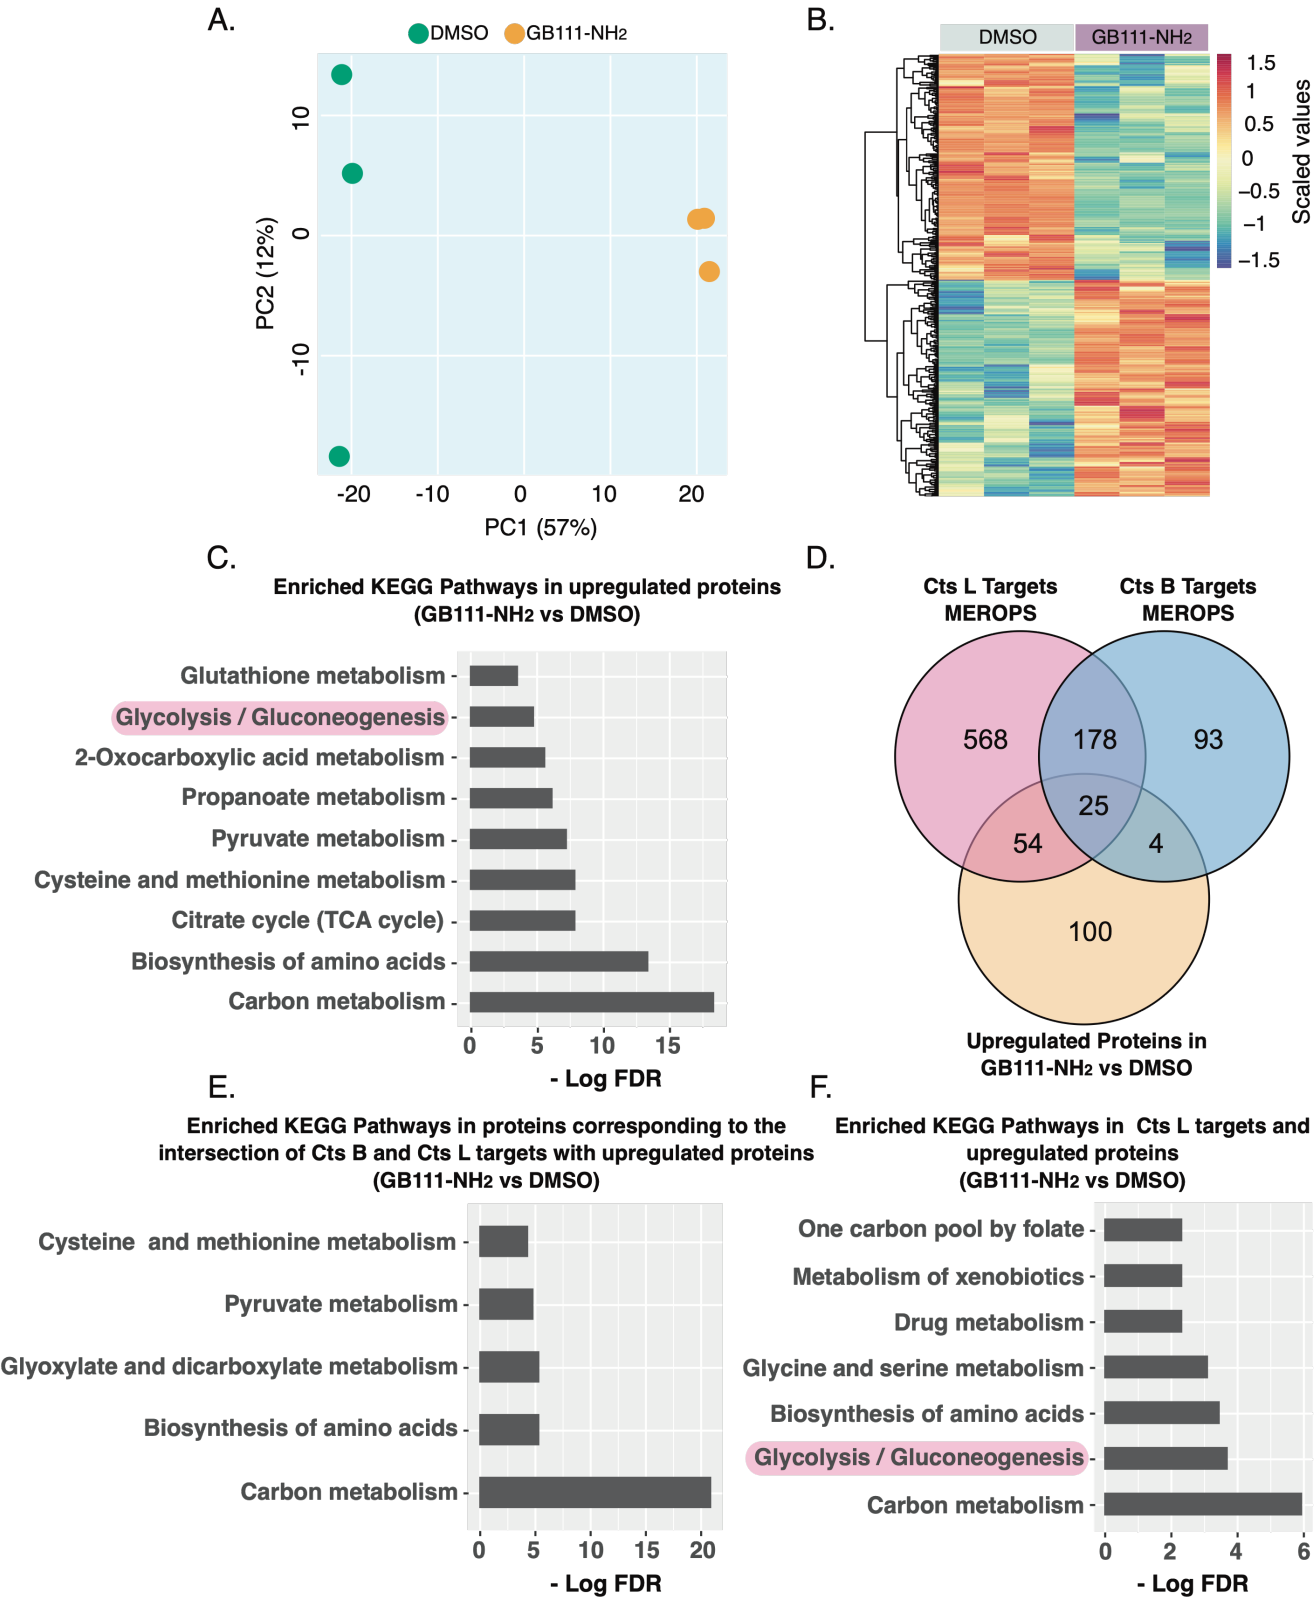 A.
DMSO GB111-NH2
10
0
-10
PC2 (12%)
-20 -10 0 10 20
PC1 (57%)
B.
DMSO GB111-NH2
1.5
1
0.5
0
−0.5
−1
−1.5
Scaled values
C.
Enriched KEGG Pathways in upregulated proteins
(GB111-NH2 vs DMSO)
Glutathione metabolism
Glycolysis / Gluconeogenesis
2-Oxocarboxylic acid metabolism
Propanoate metabolism
Pyruvate metabolism
Cysteine and methionine metabolism
Citrate cycle (TCA cycle)
Biosynthesis of amino acids
Carbon metabolism
0 5 10 15
- Log FDR
D.
Cts L Targets
MEROPS
Cts B Targets
MEROPS
568 178 93
25
54 4
100
Upregulated Proteins in
GB111-NH2 vs DMSO
E.
Enriched KEGG Pathways in proteins corresponding to the
intersection of Cts B and Cts L targets with upregulated proteins
(GB111-NH2 vs DMSO)
Cysteine and methionine metabolism
Pyruvate metabolism
Glyoxylate and dicarboxylate metabolism
Biosynthesis of amino acids
Carbon metabolism
0 5 10 15 20
- Log FDR
F.
Enriched KEGG Pathways in Cts L targets and
upregulated proteins
(GB111-NH2 vs DMSO)
One carbon pool by folate
Metabolism of xenobiotics
Drug metabolism
Glycine and serine metabolism
Biosynthesis of amino acids
Glycolysis / Gluconeogenesis
Carbon metabolism
0 2 4 6
- Log FDR